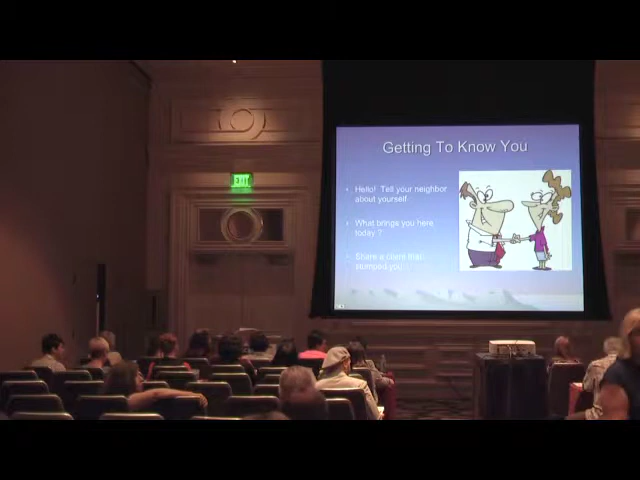 EXIT
Getting To Know You
Hello! Tell your neighbor
about yourself
What brings you here
today ?
Share a client that
stumped you